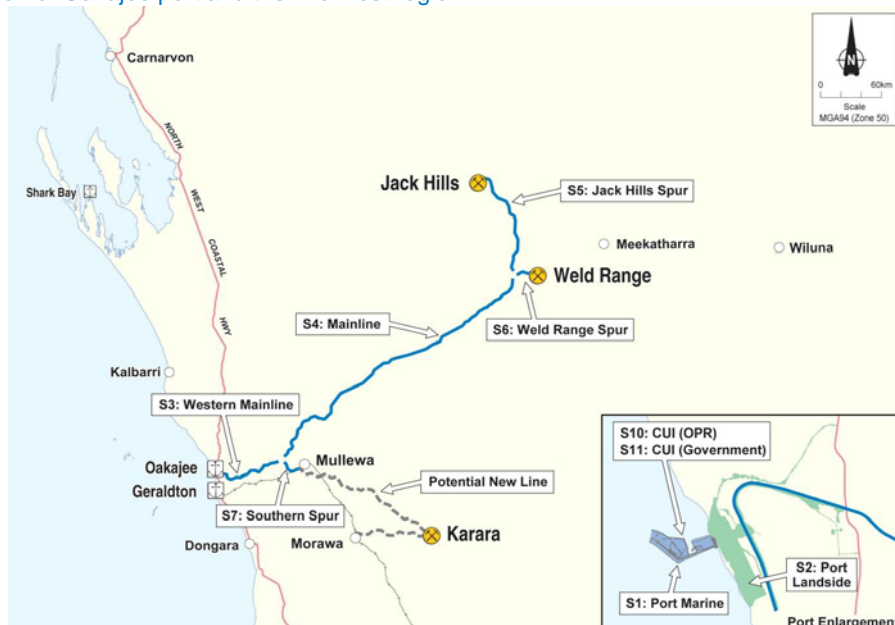 Carnarvon
N
0 60km
Scale
MGA94 (Zone 50)
NORTH
WEST
COASTAL
HWY
Shark Bay
Jack Hills
S5: Jack Hills Spur
Meekatharra
Wiluna
Weld Range
S4: Mainline
S6: Weld Range Spur
Kalbarri
S3: Western Mainline
Oakajee
Mullewa
Geraldton
Potential New Line
S7: Southern Spur
Dongara
Morawa
Karara
S10: CUI (OPR)
S11: CUI (Government)
S2: Port
Landside
S1: Port Marine
Port Enlargement